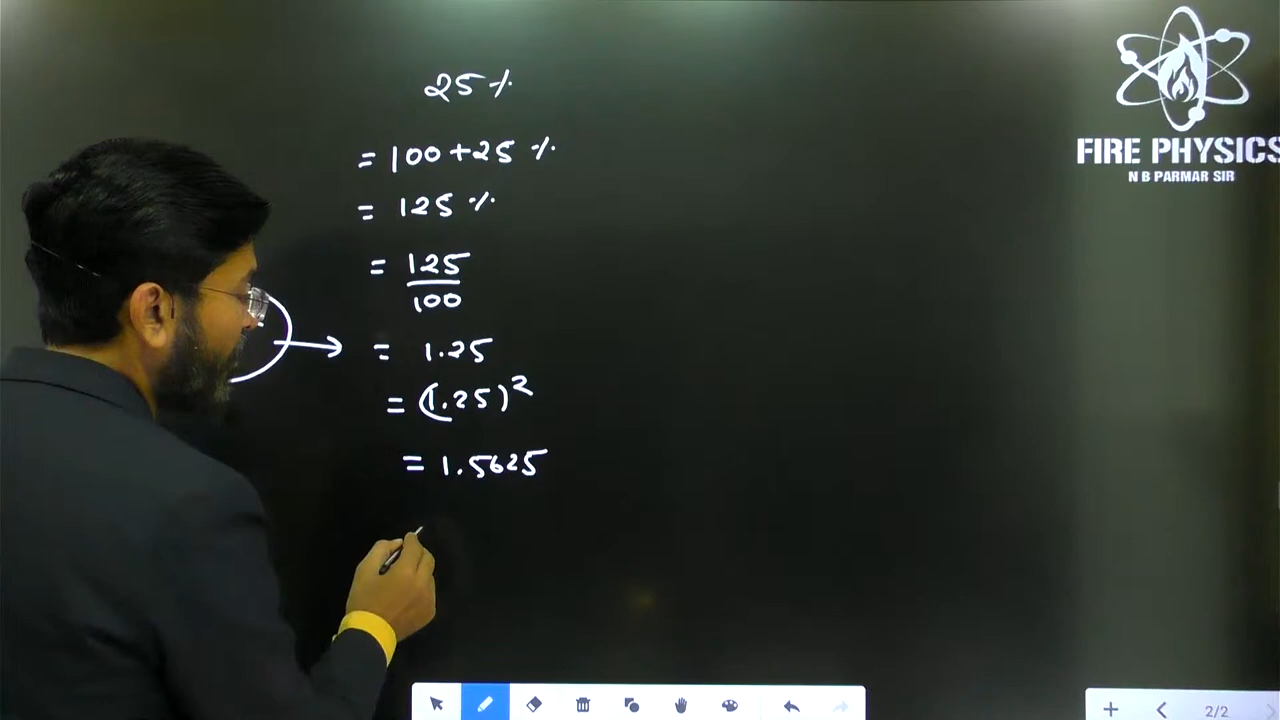 25 %
= 100 + 25 %
= 125 %
= 125
100
= 1.25
= (1.25)²
= 1.5625
FIRE PHYSICS
N B PARMAR SIR
2/2